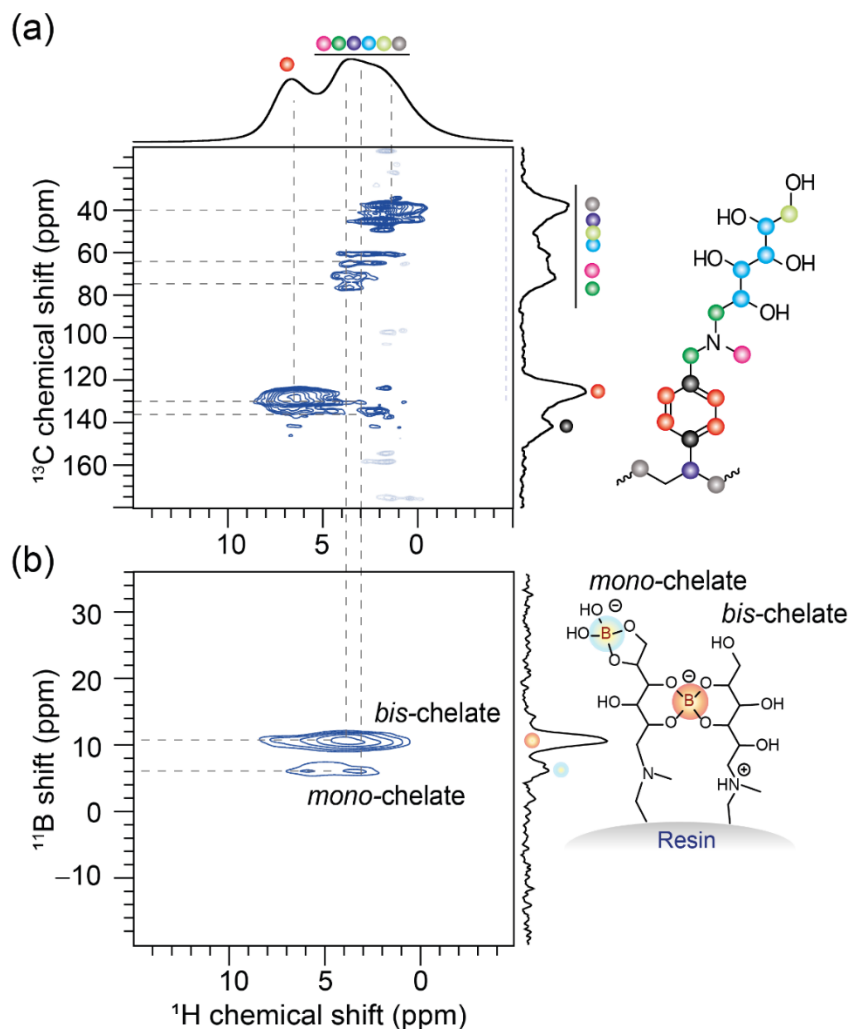 (a)
¹³C chemical shift (ppm)
40
60
80
100
120
140
160
10
5
0
OH
HO
OH
HO
OH
OH
N
(b)
¹¹B shift (ppm)
30
20
10
0
−10
bis-chelate
mono-chelate
10
5
0
¹H chemical shift (ppm)
mono-chelate
bis-chelate
HO
⊖
HO
B
O
O
HO
HO
O
⊖
O
B
O
O
OH
OH
N
HN
⊕
Resin